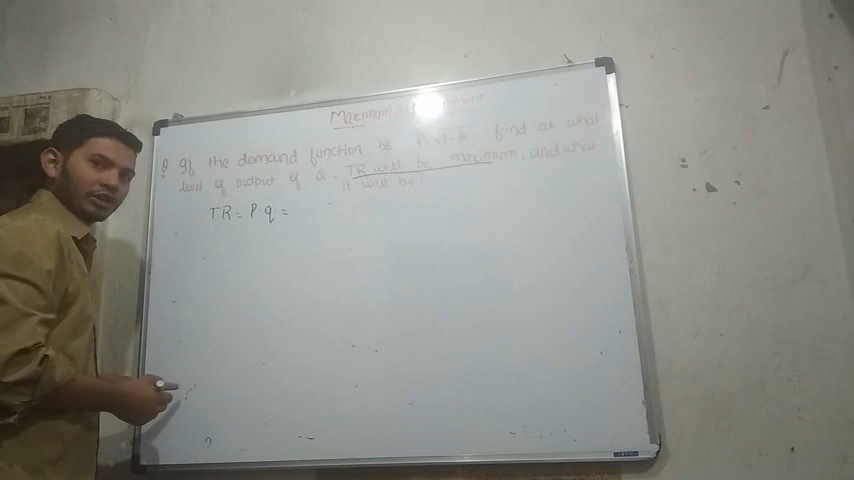 Maximum
Q If the demand function be find at what
level of output of Q, TR will be maximum, and what
it will be?
TR = P·q =